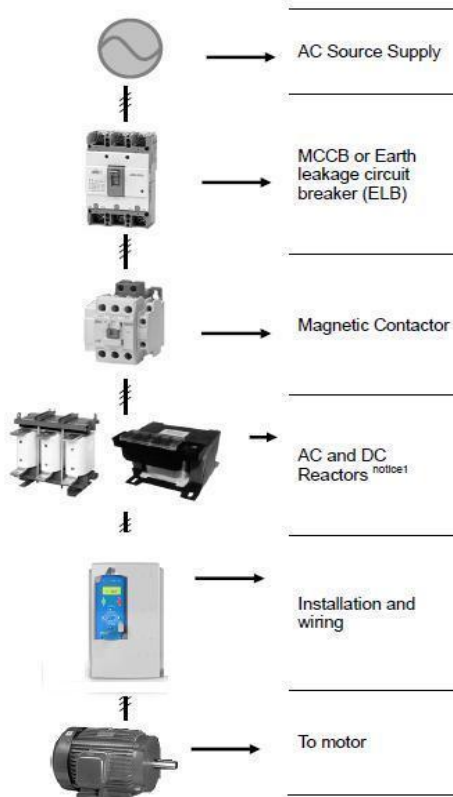 AC Source Supply
MCCB or Earth
leakage circuit
breaker (ELB)
Magnetic Contactor
AC and DC
Reactors notice1
Installation and
wiring
To motor